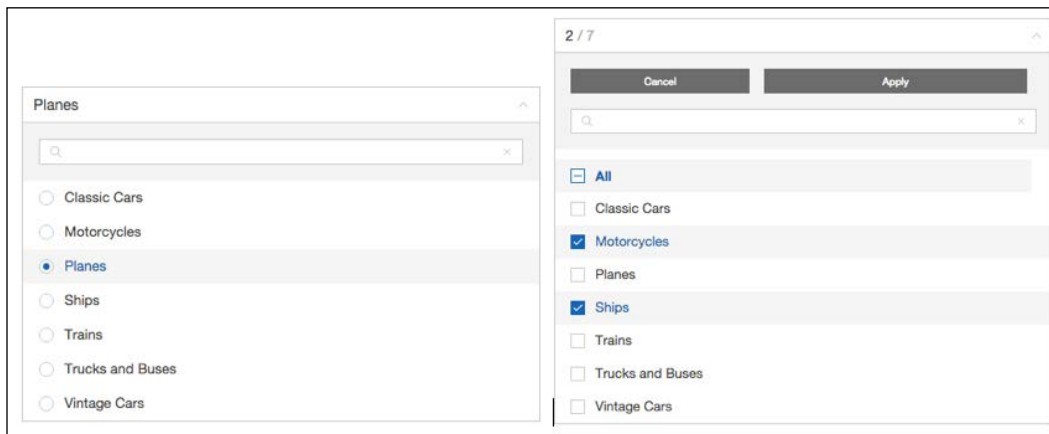 Planes
Classic Cars
Motorcycles
Planes
Ships
Trains
Trucks and Buses
Vintage Cars
2 / 7
Cancel
Apply
All
Classic Cars
Motorcycles
Planes
Ships
Trains
Trucks and Buses
Vintage Cars